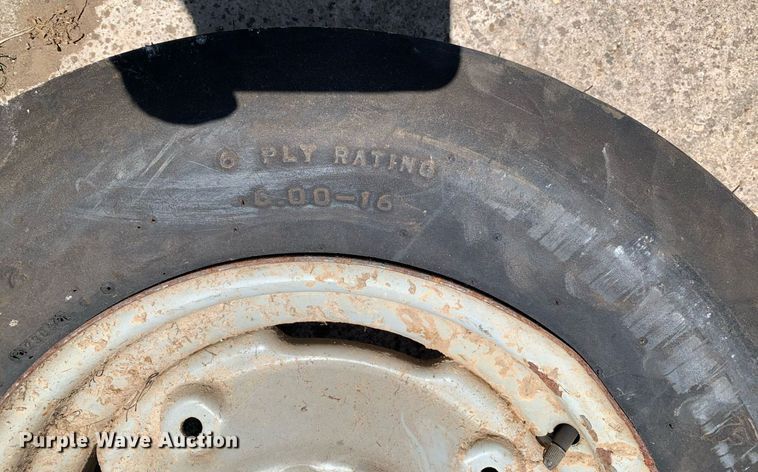 6 PLY RATING
6.00-16
Purple Wave Auction